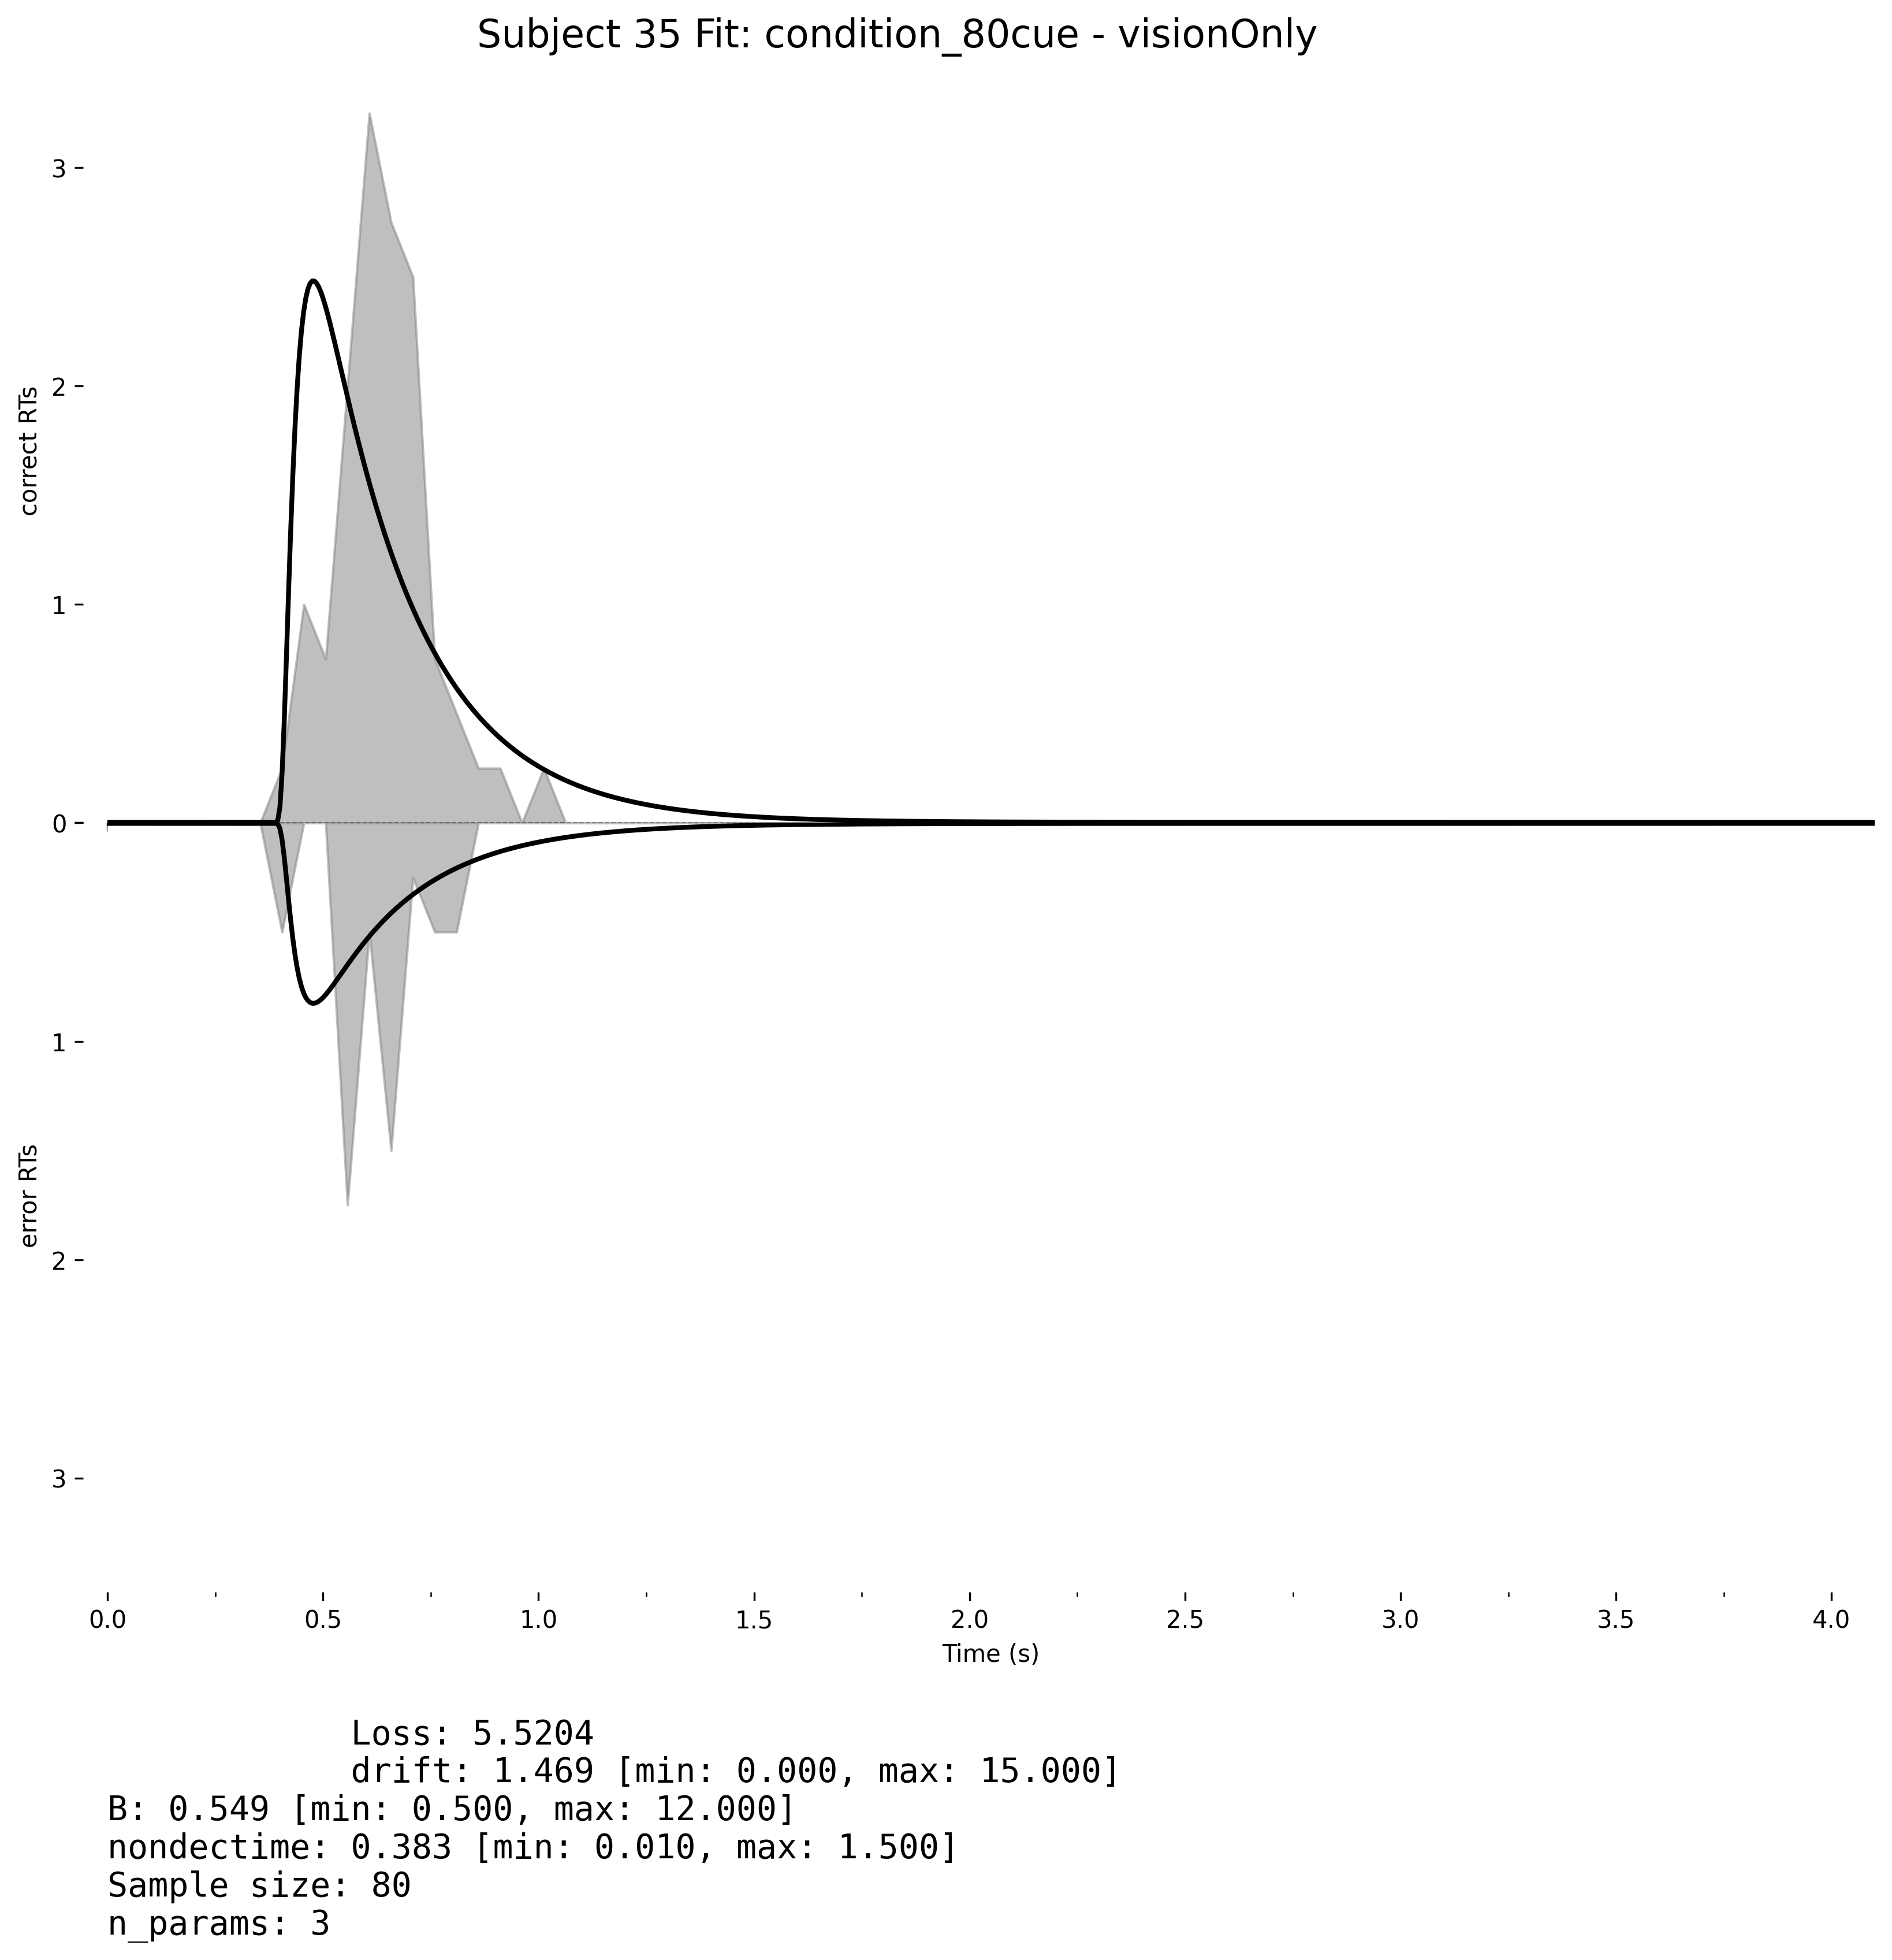 Subject 35 Fit: condition_80cue - visionOnly
3
2
1
0
1
2
3
correct RTs
error RTs
0.0 0.5 1.0 1.5 2.0 2.5 3.0 3.5 4.0
Time (s)
Loss: 5.5204
drift: 1.469 [min: 0.000, max: 15.000]
B: 0.549 [min: 0.500, max: 12.000]
nondectime: 0.383 [min: 0.010, max: 1.500]
Sample size: 80
n_params: 3